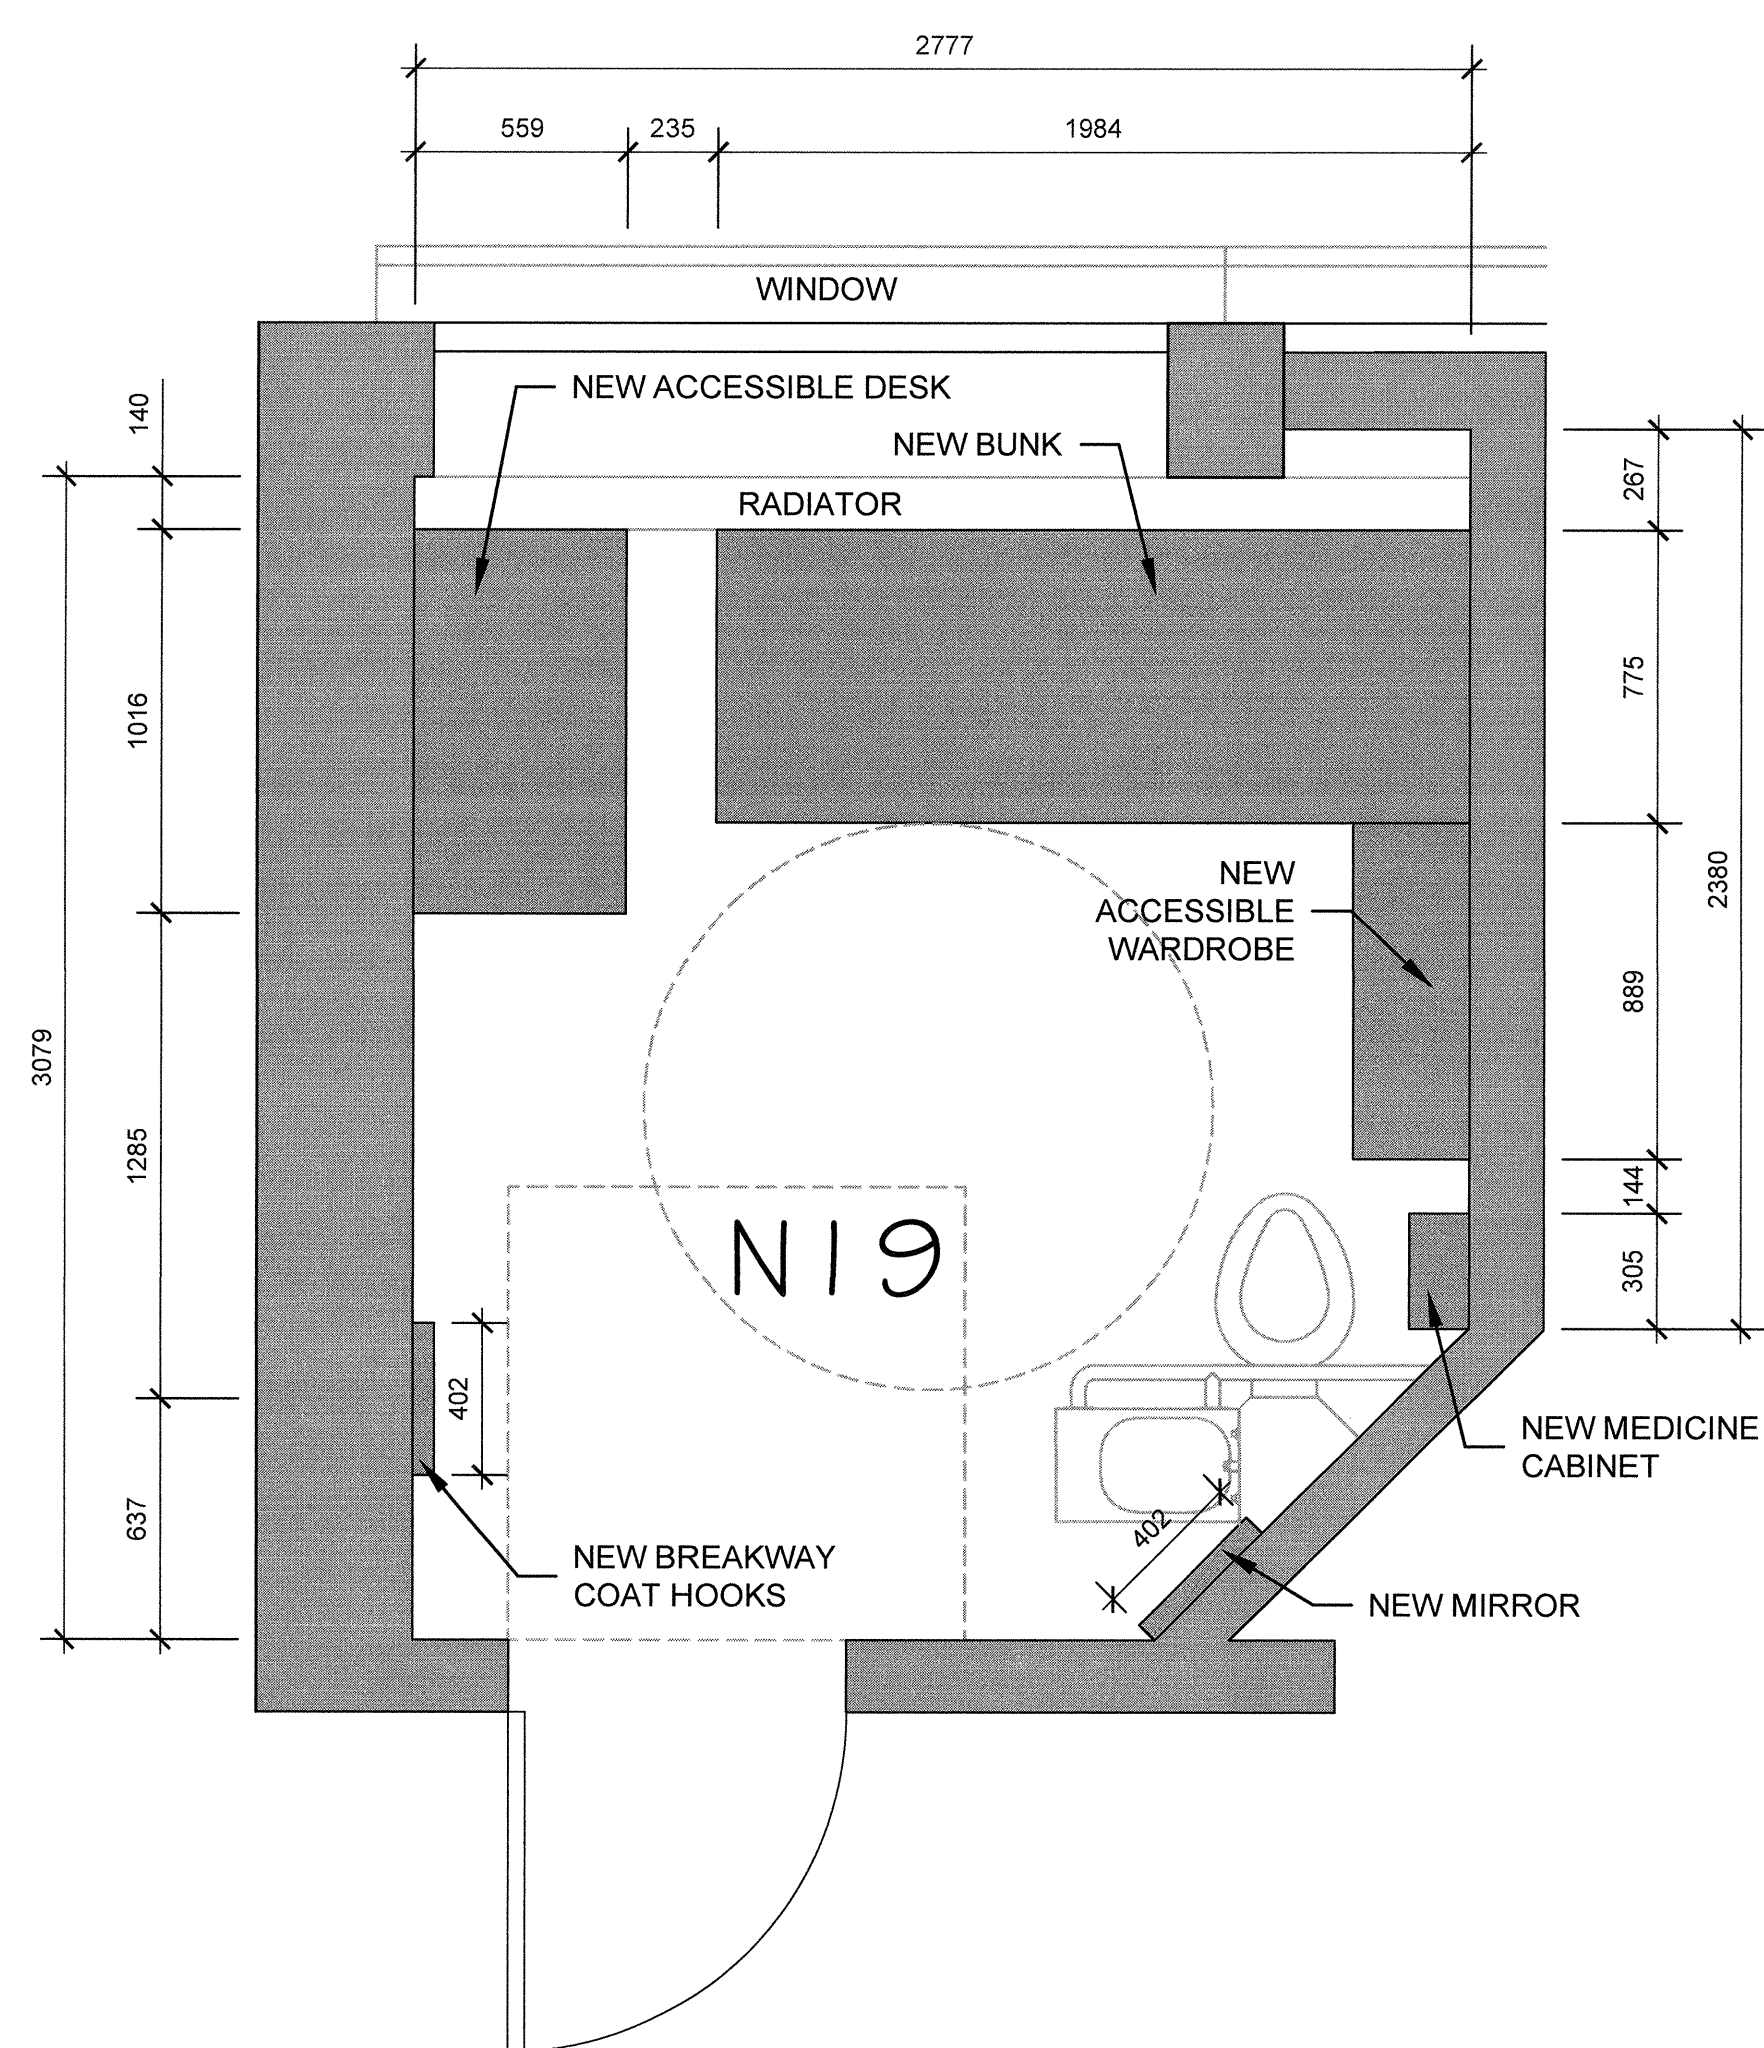 2777
559
235
1984
WINDOW
140
NEW ACCESSIBLE DESK
NEW BUNK
267
RADIATOR
1016
775
2380
NEW
ACCESSIBLE
WARDROBE
889
3079
1285
144
N19
305
402
402
637
NEW MEDICINE
CABINET
NEW BREAKWAY
COAT HOOKS
NEW MIRROR